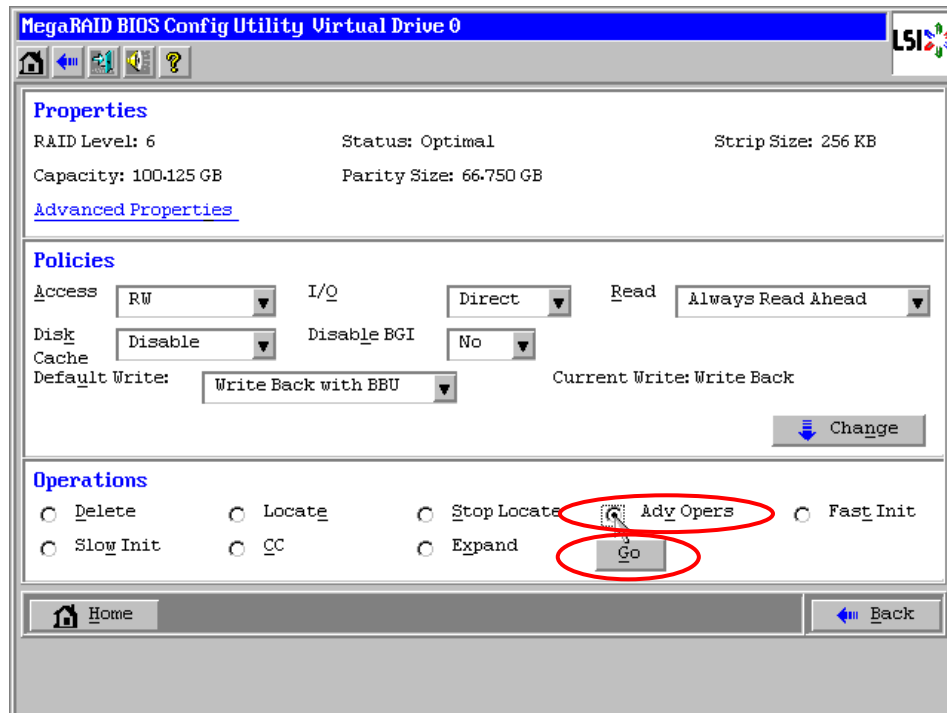 MegaRAID BIOS Config Utility Virtual Drive 0
LSI
Properties
RAID Level: 6 Status: Optimal Strip Size: 256 KB
Capacity: 100.125 GB Parity Size: 66.750 GB
Advanced Properties
Policies
Access RW I/O Direct Read Always Read Ahead
Disk Cache Disable Disable BGI No
Default Write: Write Back with BBU Current Write: Write Back
Change
Operations
Delete Locate Stop Locate Adv Opers Fast Init
Slow Init CC Expand Go
Home Back